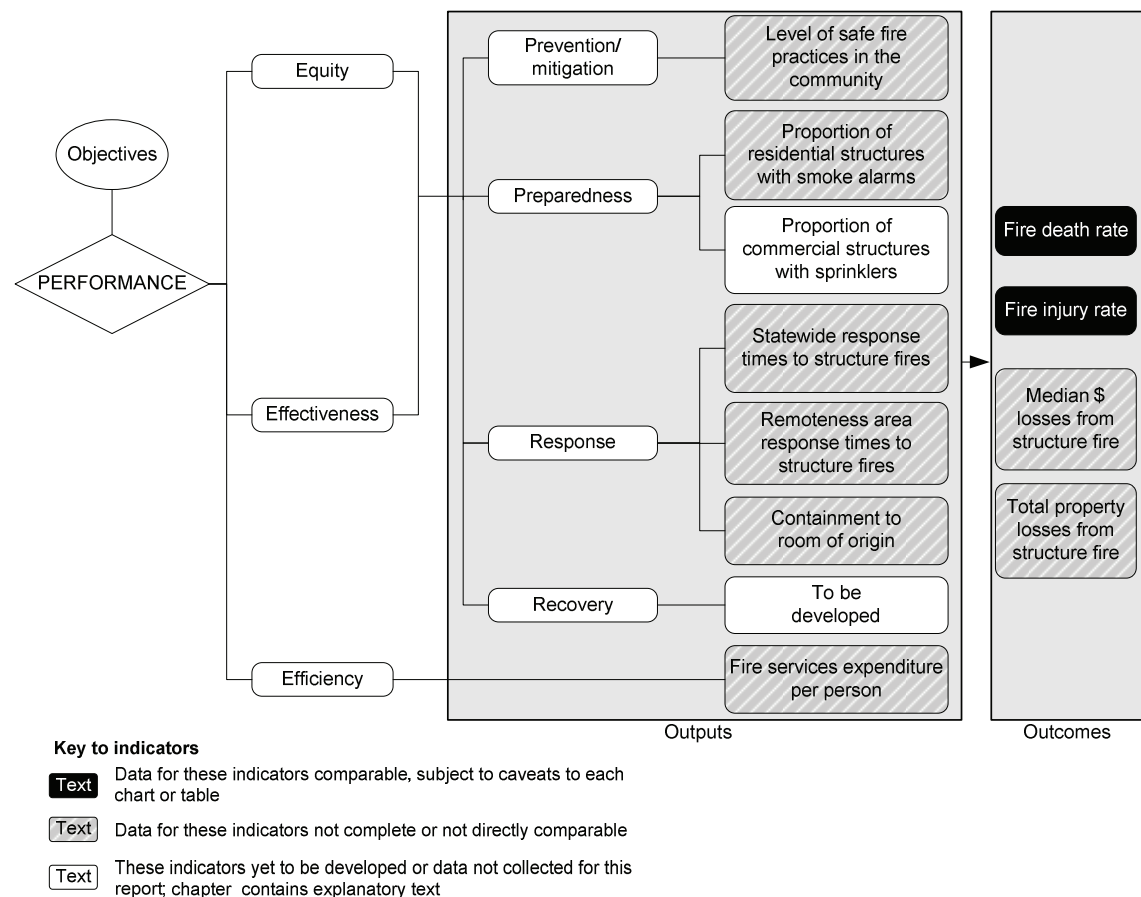 Objectives
PERFORMANCE
Equity
Effectiveness
Efficiency
Prevention/
mitigation
Preparedness
Response
Recovery
Level of safe fire
practices in the
community
Proportion of
residential structures
with smoke alarms
Proportion of
commercial structures
with sprinklers
Statewide response
times to structure fires
Remoteness area
response times to
structure fires
Containment to
room of origin
To be
developed
Fire services expenditure
per person
Outputs
Fire death rate
Fire injury rate
Median $
losses from
structure fire
Total property
losses from
structure fire
Outcomes
Key to indicators
Text
Data for these indicators comparable, subject to caveats to each
chart or table
Text
Data for these indicators not complete or not directly comparable
Text
These indicators yet to be developed or data not collected for this
report; chapter contains explanatory text